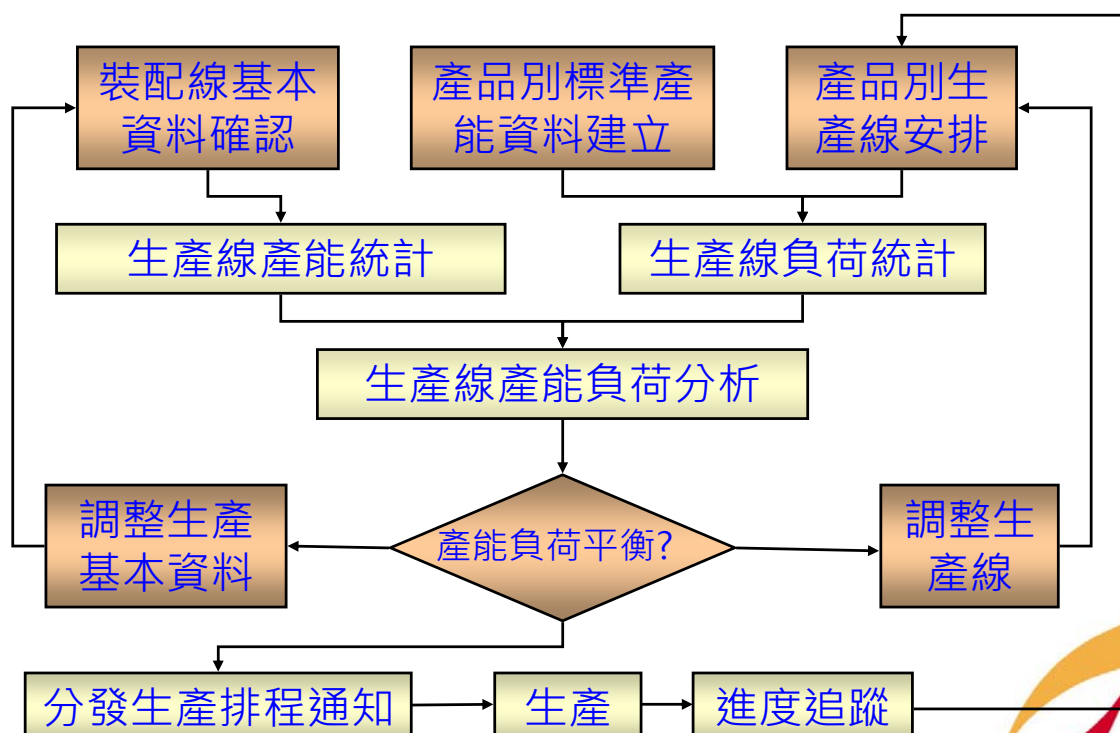 裝配線基本
資料確認
產品別標準產
能資料建立
產品別生
產線安排
生產線產能統計
生產線負荷統計
生產線產能負荷分析
調整生產
基本資料
產能負荷平衡?
調整生
產線
分發生產排程通知
生產
進度追蹤